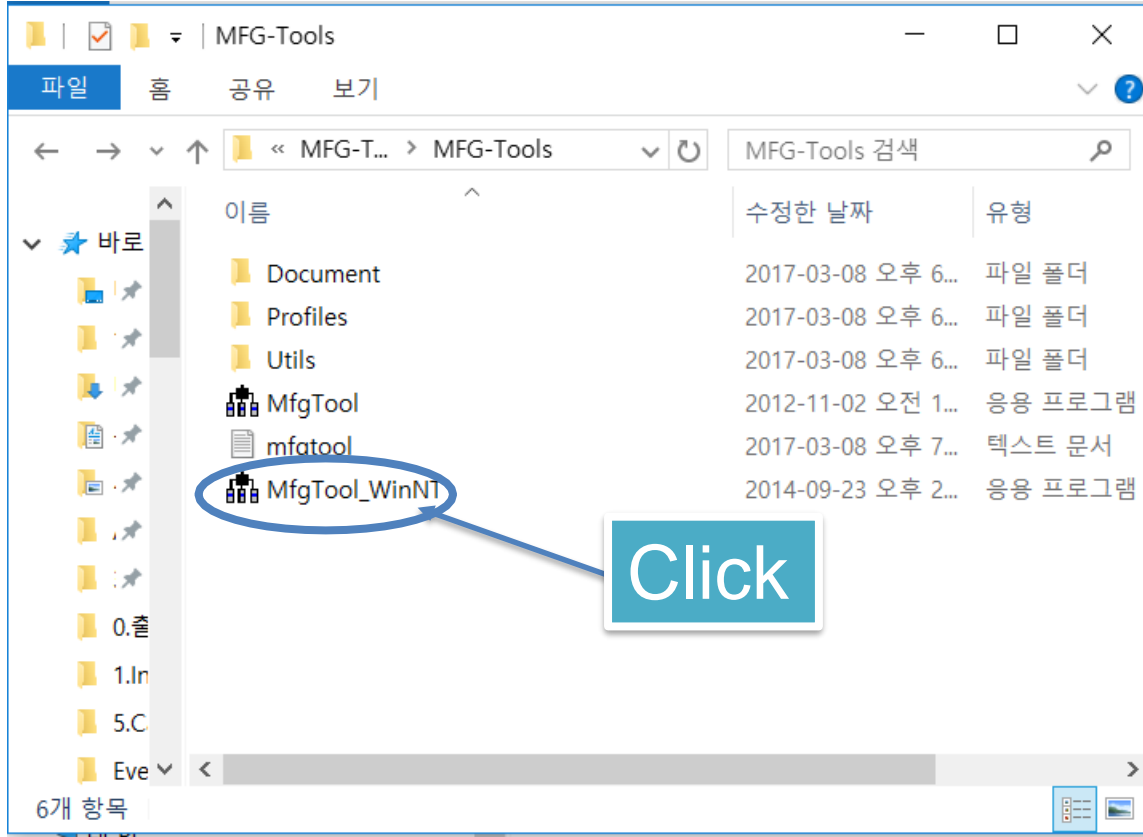 MFG-Tools
파일 홈 공유 보기
« MFG-T... > MFG-Tools
MFG-Tools 검색
이름 수정한 날짜 유형
바로
Document 2017-03-08 오후 6... 파일 폴더
Profiles 2017-03-08 오후 6... 파일 폴더
Utils 2017-03-08 오후 6... 파일 폴더
MfgTool 2012-11-02 오전 1... 응용 프로그램
mfgtool 2017-03-08 오후 7... 텍스트 문서
MfgTool_WinNT 2014-09-23 오후 2... 응용 프로그램
Click
0.출
1.In
5.C
Eve
6개 항목